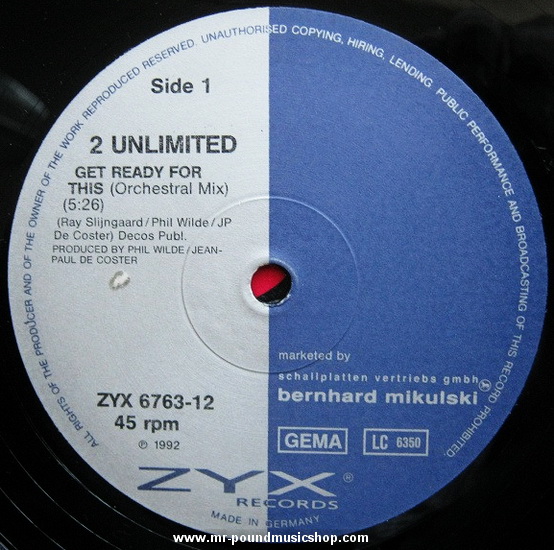 ALL RIGHTS OF THE PRODUCER AND OF THE OWNER OF THE WORK REPRODUCED RESERVED. UNAUTHORISED COPYING, HIRING, LENDING, PUBLIC PERFORMANCE AND BROADCASTING OF THIS RECORD PROHIBITED.
Side 1
2 UNLIMITED
GET READY FOR
THIS (Orchestral Mix)
(5:26)
(Ray Slijngaard/Phil Wilde/JP
De Coster) Decos Publ.
PRODUCED BY PHIL WILDE/JEAN-
PAUL DE COSTER
marketed by
schallplatten vertriebs gmbh
bernhard mikulski ℗
ZYX 6763-12
45 rpm
℗ 1992
GEMA LC 6350
ZYX ®
RECORDS
MADE IN GERMANY
www.mr-poundmusicshop.com